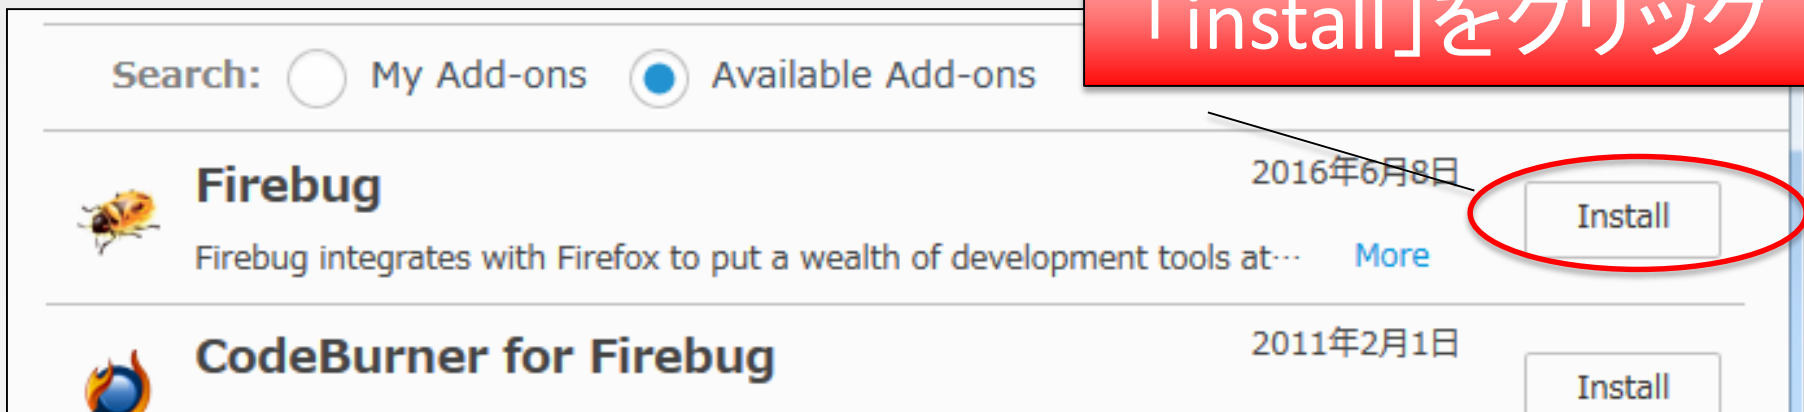 「install」をクリック
Search: My Add-ons Available Add-ons
Firebug
2016年6月8日
Install
Firebug integrates with Firefox to put a wealth of development tools at… More
CodeBurner for Firebug
2011年2月1日
Install